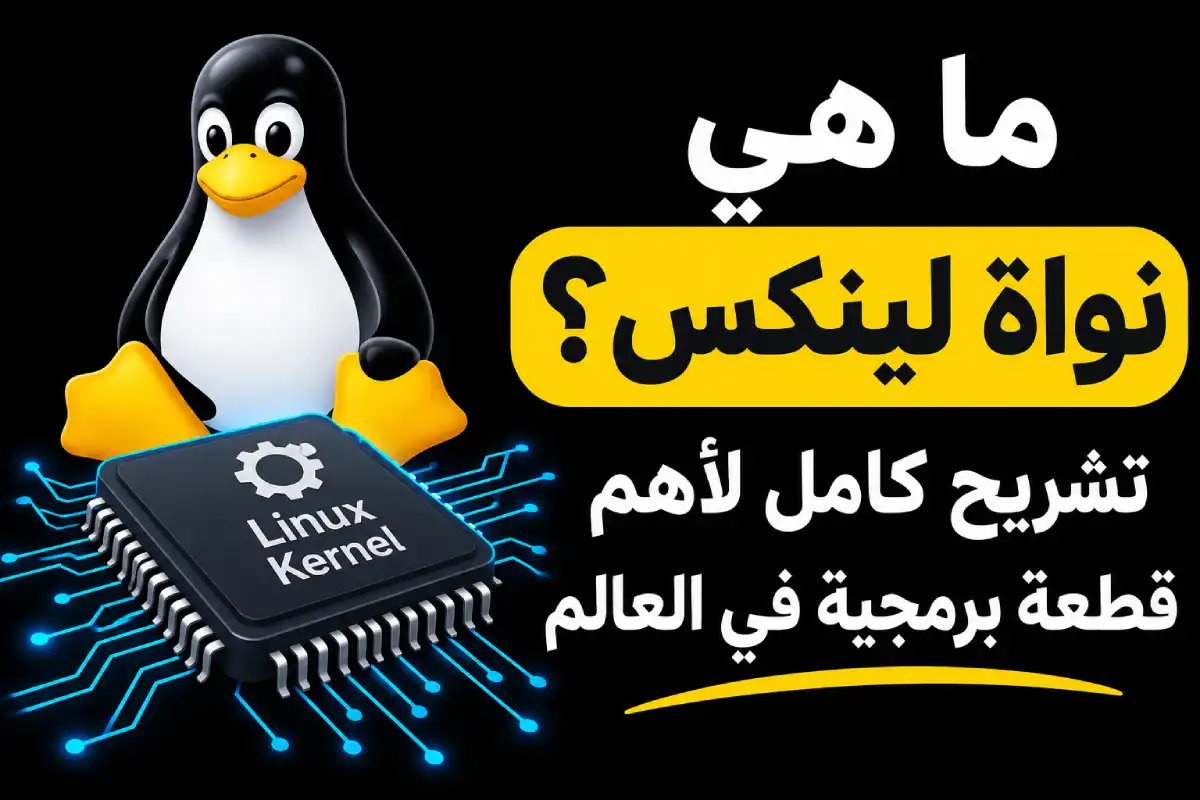 ما هي
نواة لينكس؟
تشريح كامل لأهم
قطعة برمجية في العالم
Linux
Kernel